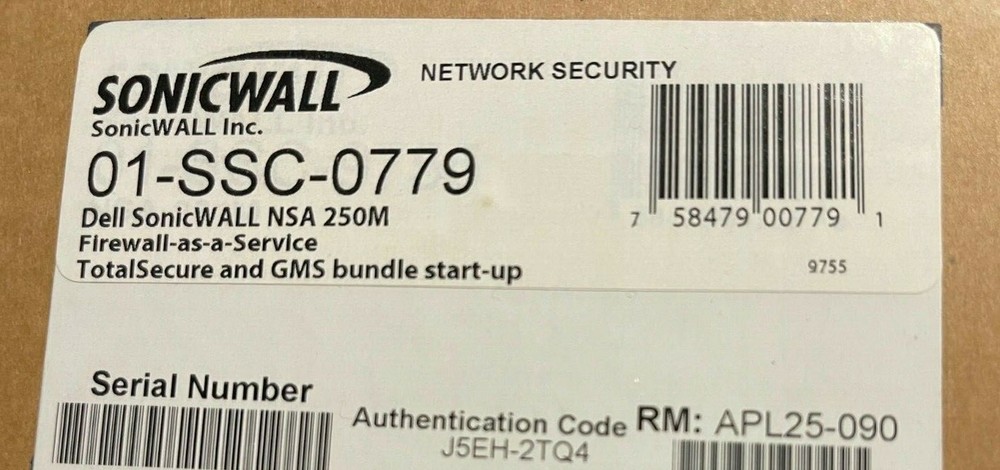 SONICWALL
NETWORK SECURITY
SonicWALL Inc.
01-SSC-0779
Dell SonicWALL NSA 250M
Firewall-as-a-Service
TotalSecure and GMS bundle start-up
7 58479 00779 1
9755
Serial Number
Authentication Code
J5EH-2TQ4
RM: APL25-090